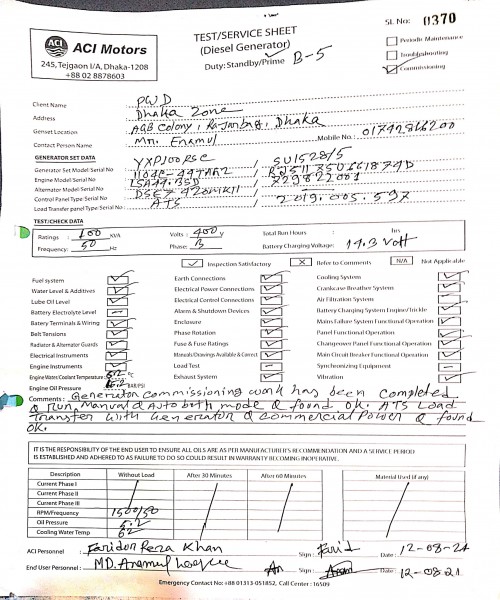 ACI
ACI Motors
245, Tejgaon I/A, Dhaka-1208
+88 02 8878603
TEST/SERVICE SHEET
(Diesel Generator)
Duty: Standby/Prime B-5
SL No: 0370
Periodic Maintenance
Troubleshooting
Commissioning
Client Name PWD
Address Dhaka Zone
Genset Location AGB Colony, Dhaka
Contact Person Name Mr. Enamul Mobile No:
GENERATOR SET DATA
Generator Set Model/Serial No / SU1528/5
Engine Model/Serial No 1104C-44TAG2 /
Alternator Model/Serial No /
Control Panel Type/Serial No /
Load Transfer panel Type/Serial No ATS / 2019.005.597
TEST/CHECK DATA
Ratings : 100 KVA Volts : 400 V Total Run Hours : hrs
Frequency: 50 Hz Phase: 3 Battery Charging Voltage: 14.3 Volt
Inspection Satisfactory X Refer to Comments N/A Not Applicable
Fuel system Earth Connections Cooling System
Water Level & Additives Electrical Power Connections Crankcase Breather System
Lube Oil Level Electrical Control Connections Air Filtration System
Battery Electrolyte Level Alarm & Shutdown Devices Battery Charging System Engine/Trickle
Battery Terminals & Wiring Enclosure Mains Failure System Functional Operation
Belt Tensions Phase Rotation Panel Functional Operation
Radiator & Alternator Guards Fuse & Fuse Ratings Changeover Panel Functional Operation
Electrical Instruments Manuals/Drawings Available & Correct Main Circuit Breaker Functional Operation
Engine Instruments Load Test Synchronizing Equipment
Engine Water Coolant Temperature °C Exhaust System Vibration
Engine Oil Pressure BAR/PSI
Comments : Generator commissioning work has been completed
& run Manual & Auto both mode & found ok. ATS Load
Transfer with Generator & commercial Power & found
ok.
IT IS THE RESPONSIBILITY OF THE END USER TO ENSURE ALL OILS ARE AS PER MANUFACTURER'S RECOMMENDATION AND A SERVICE PERIOD
IS ESTABLISHED AND ADHERED TO AS FAILURE TO DO SO COULD RESULT IN WARRANTY BECOMING INOPERATIVE.
Description Without Load After 30 Minutes After 60 Minutes Material Used (if any)
Current Phase I
Current Phase II
Current Phase III
RPM/Frequency 1500/50
Oil Pressure 5.2
Cooling Water Temp 62
ACI Personnel : Faridon Reza Khan Sign : Farid Date : 12-08-21
End User Personnel : MD. Anamul Haque Sign : Date : 12-08-21
Emergency Contact No: +88 01313-051852, Call Center : 16509